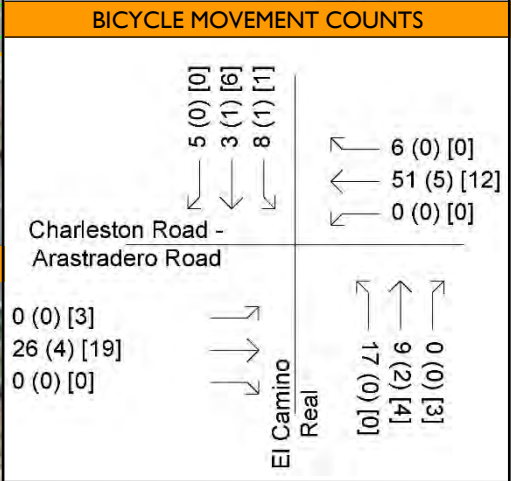 BICYCLE MOVEMENT COUNTS
5 (0) [0]
3 (1) [6]
8 (1) [1]
6 (0) [0]
51 (5) [12]
0 (0) [0]
Charleston Road -
Arastradero Road
0 (0) [3]
26 (4) [19]
0 (0) [0]
El Camino
Real
17 (0) [0]
9 (2) [4]
0 (0) [3]